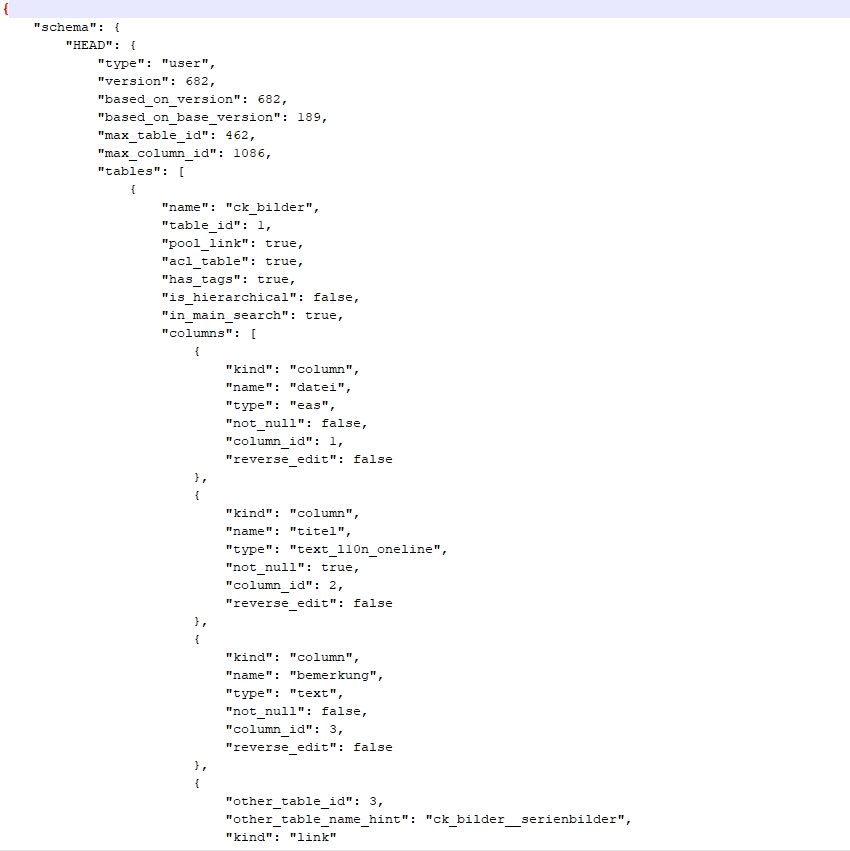 {
"schema": {
"HEAD": {
"type": "user",
"version": 682,
"based_on_version": 682,
"based_on_base_version": 189,
"max_table_id": 462,
"max_column_id": 1086,
"tables": [
{
"name": "ck_bilder",
"table_id": 1,
"pool_link": true,
"acl_table": true,
"has_tags": true,
"is_hierarchical": false,
"in_main_search": true,
"columns": [
{
"kind": "column",
"name": "datei",
"type": "eas",
"not_null": false,
"column_id": 1,
"reverse_edit": false
},
{
"kind": "column",
"name": "titel",
"type": "text_l10n_oneline",
"not_null": true,
"column_id": 2,
"reverse_edit": false
},
{
"kind": "column",
"name": "bemerkung",
"type": "text",
"not_null": false,
"column_id": 3,
"reverse_edit": false
},
{
"other_table_id": 3,
"other_table_name_hint": "ck_bilder__serienbilder",
"kind": "link"